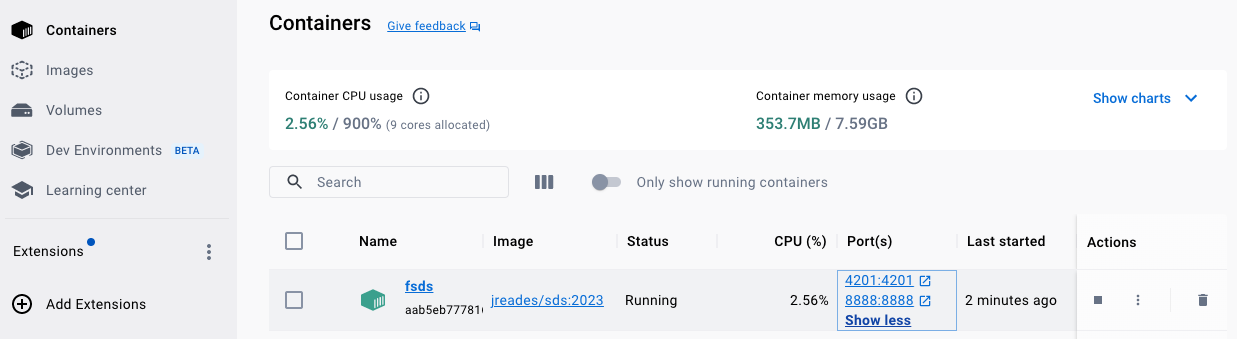 Containers
Images
Volumes
Dev Environments BETA
Learning center
Extensions
Add Extensions
Containers Give feedback
Container CPU usage
2.56% / 900% (9 cores allocated)
Container memory usage
353.7MB / 7.59GB
Show charts
Search
Only show running containers
Name Image Status CPU (%) Port(s) Last started Actions
fsds
jreades/sds:2023 Running 2.56%
4201:4201
8888:8888
Show less
2 minutes ago